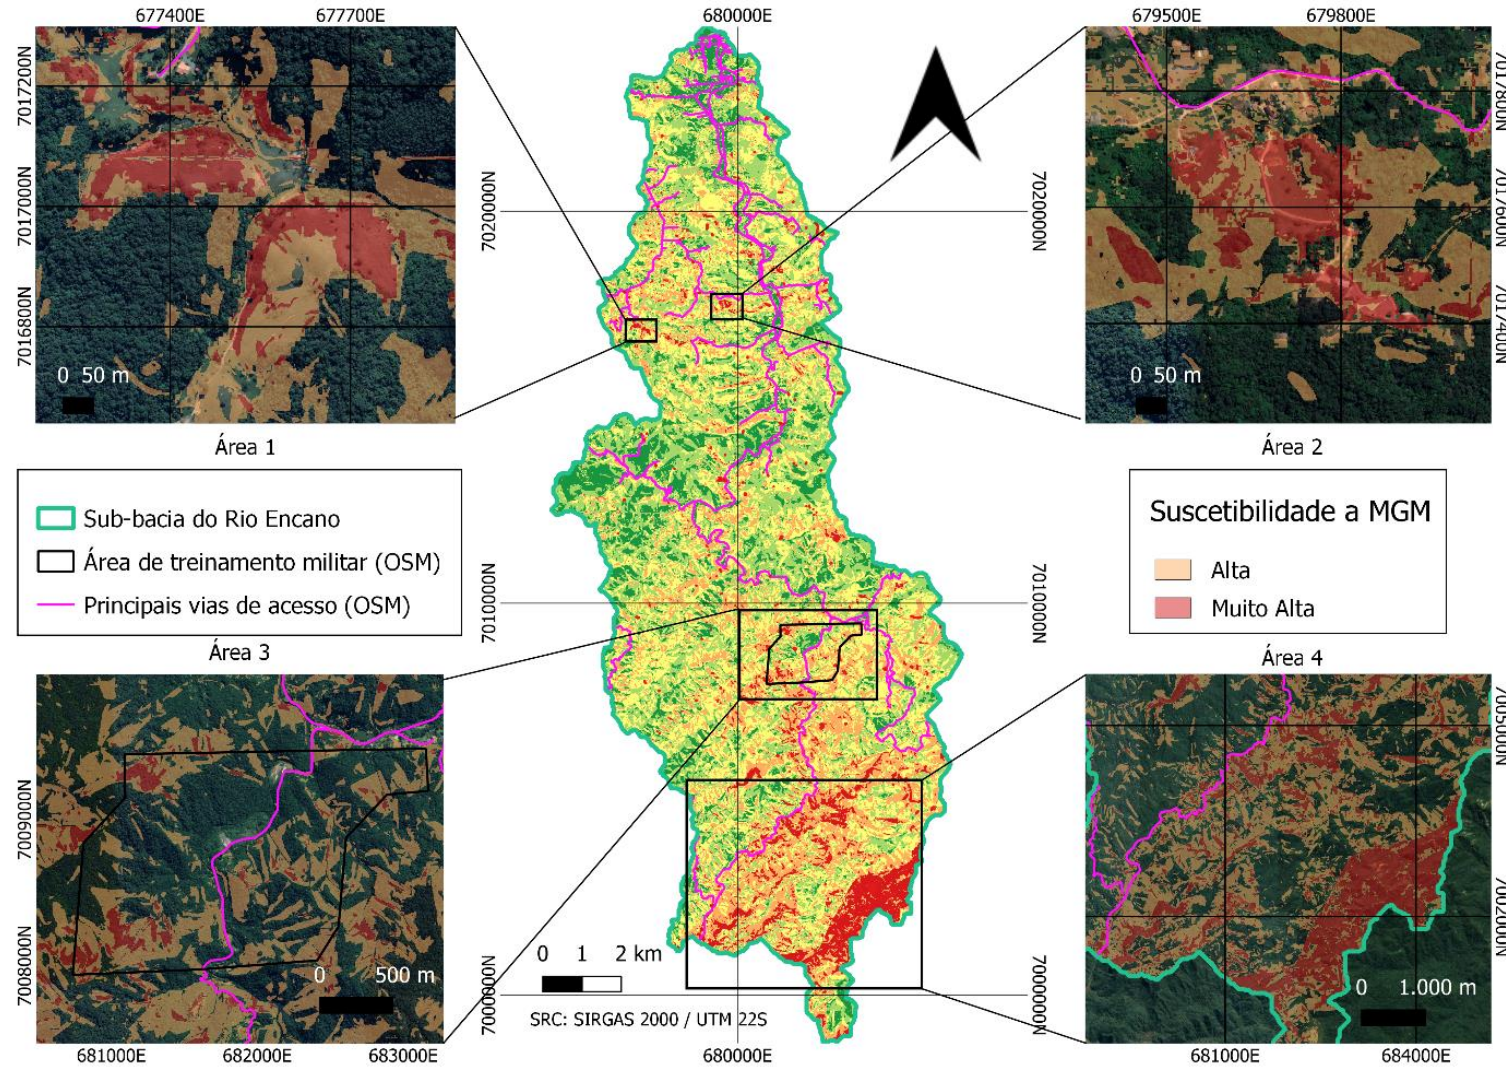 677400E
677700E
680000E
679500E
679800E
7017200N
7017000N
7016800N
0 50 m
Área 1
7020000N
7020000N
7017800N
7017600N
7017400N
0 50 m
Área 2
Sub-bacia do Rio Encano
Área de treinamento militar (OSM)
Principais vias de acesso (OSM)
7010000N
7010000N
Suscetibilidade a MGM
Alta
Muito Alta
Área 3
7009000N
7008000N
0 500 m
681000E
682000E
683000E
0 1 2 km
SRC: SIRGAS 2000 / UTM 22S
7000000N
7000000N
680000E
Área 4
7005000N
7002000N
0 1.000 m
681000E
684000E